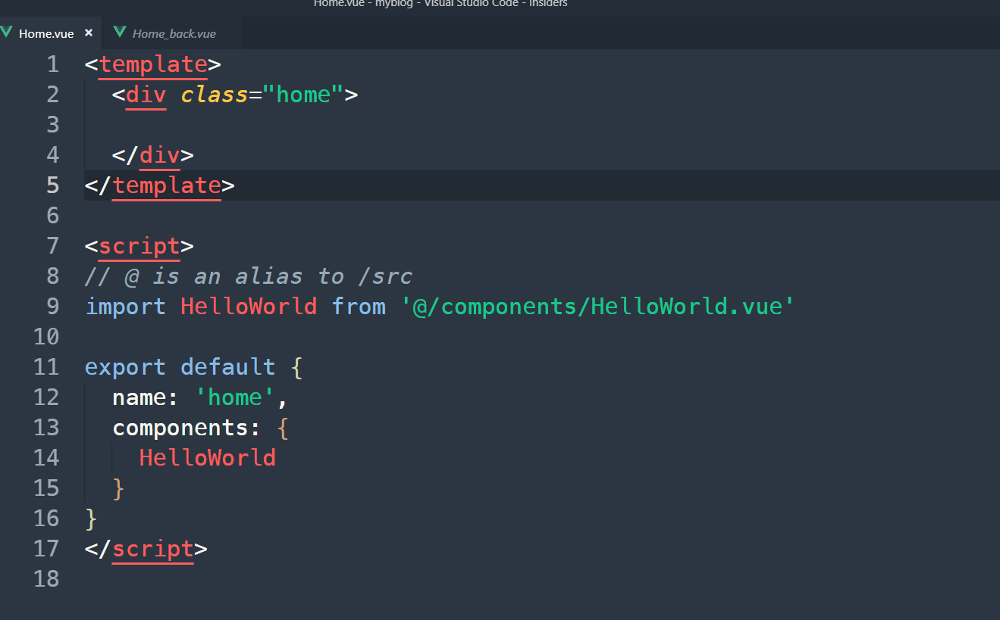 Home.vue - myblog - Visual Studio Code - Insiders
Home.vue × Home_back.vue
1 <template>
2   <div class="home">
3
4   </div>
5 </template>
6
7 <script>
8 // @ is an alias to /src
9 import HelloWorld from '@/components/HelloWorld.vue'
10
11 export default {
12   name: 'home',
13   components: {
14     HelloWorld
15   }
16 }
17 </script>
18